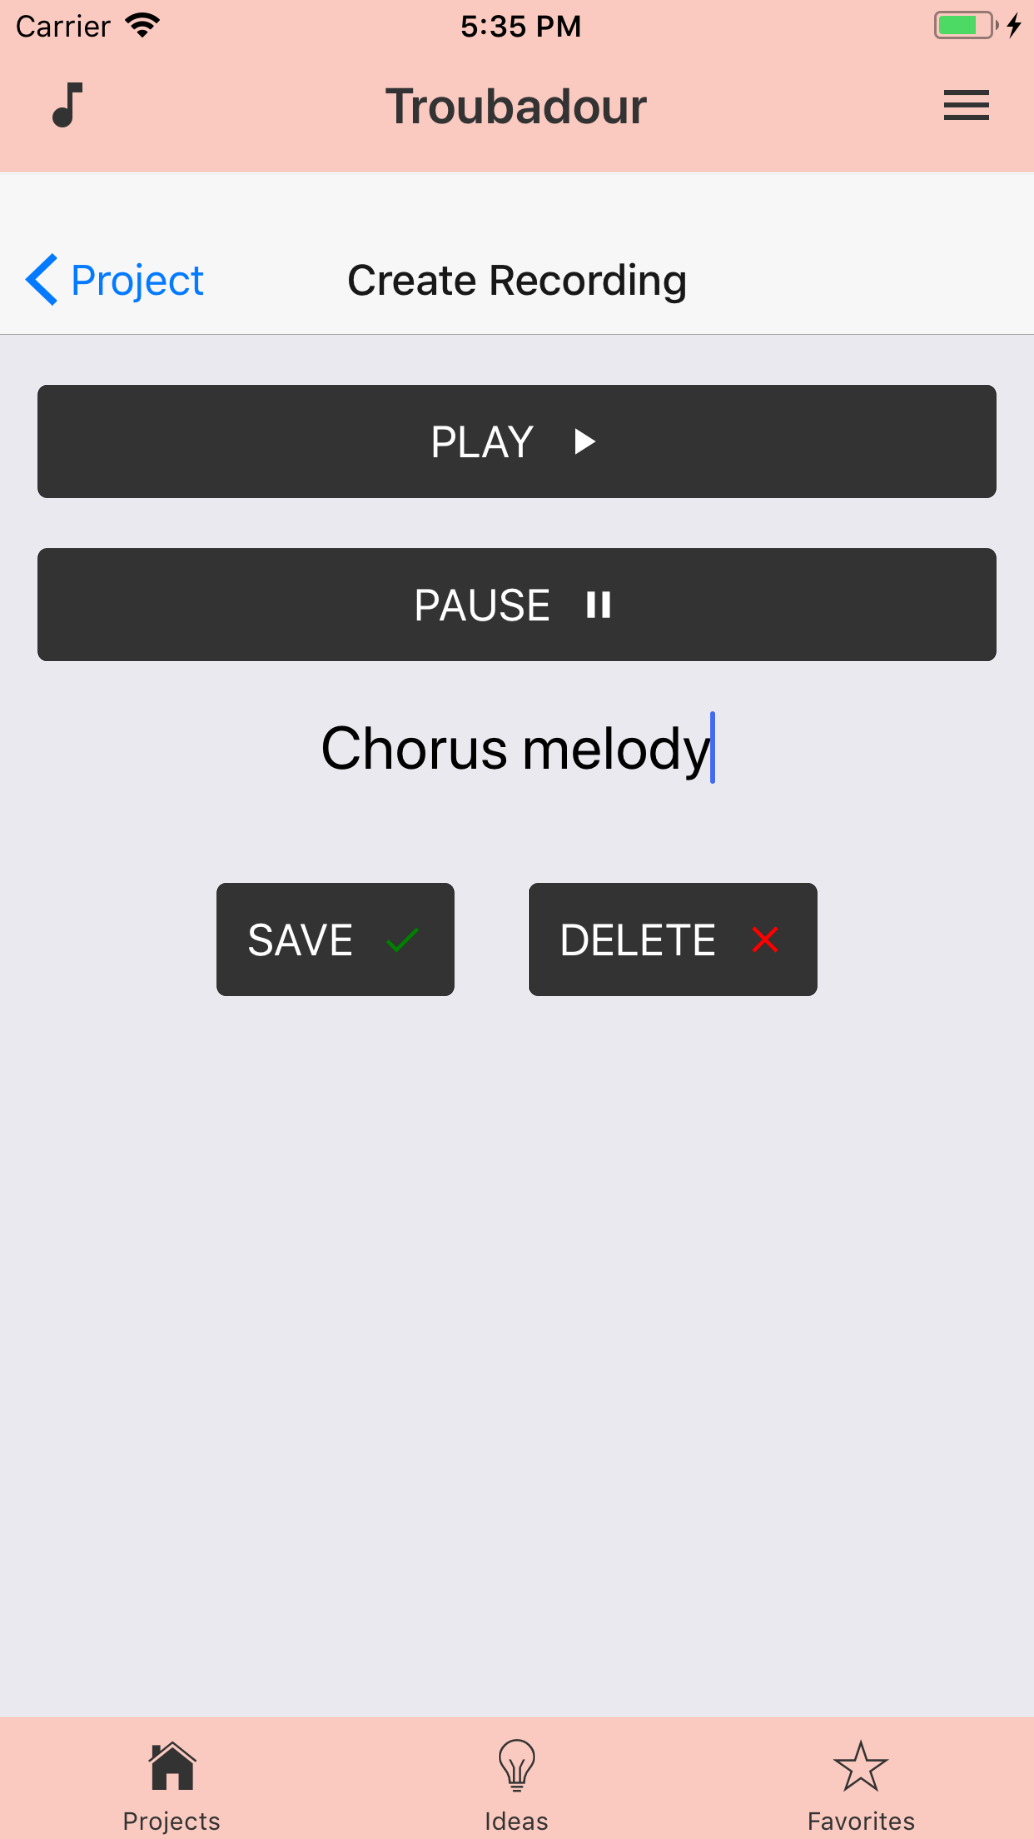 Carrier 5:35 PM
Troubadour
Project Create Recording
PLAY
PAUSE
Chorus melody
SAVE DELETE
Projects Ideas Favorites